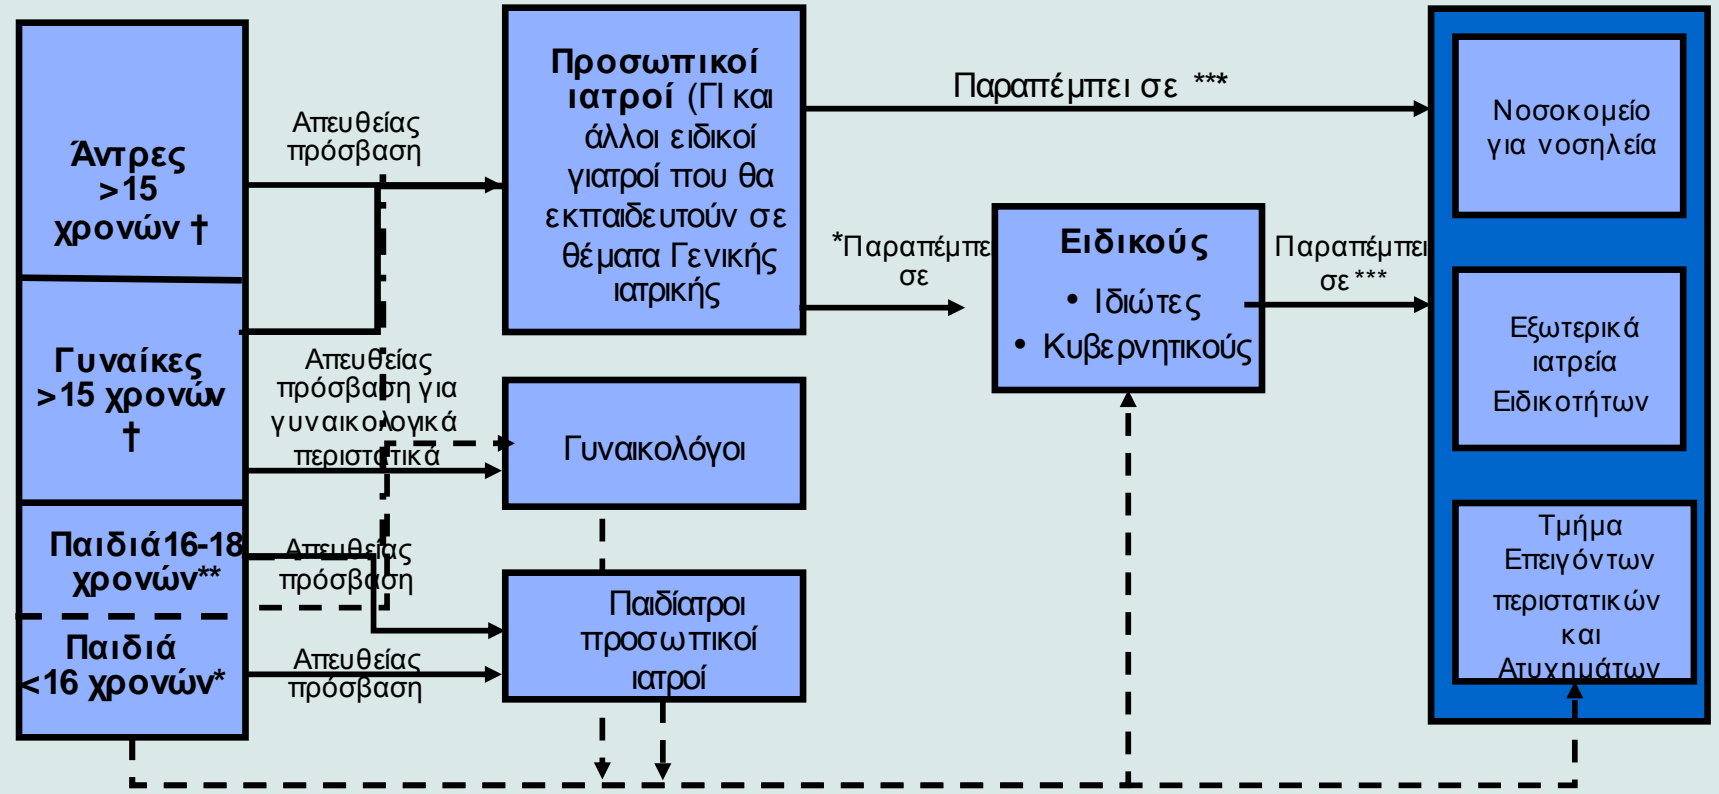 Άντρες
>15
χρονών †
Γυναίκες
>15 χρονών
†
Παιδιά16-18
χρονών**
Παιδιά
<16 χρονών*
Απευθείας
πρόσβαση
Απευθείας
πρόσβαση για
γυναικολογικά
περιστατικά
Απευθείας
πρόσβαση
Απευθείας
πρόσβαση
Προσωπικοί
ιατροί (ΓΙ και
άλλοι ειδικοί
γιατροί που θα
εκπαιδευτούν σε
θέματα Γενικής
ιατρικής
Γυναικολόγοι
Παιδίατροι
προσωπικοί
ιατροί
Παραπέμπει σε ***
*Παραπέμπε
σε
Ειδικούς
• Ιδιώτες
• Κυβερνητικούς
Παραπέμπει
σε***
Νοσοκομείο
για νοσηλεία
Εξωτερικά
ιατρεία
Ειδικοτήτων
Τμήμα
Επειγόντων
περιστατικών
και
Ατυχημάτων